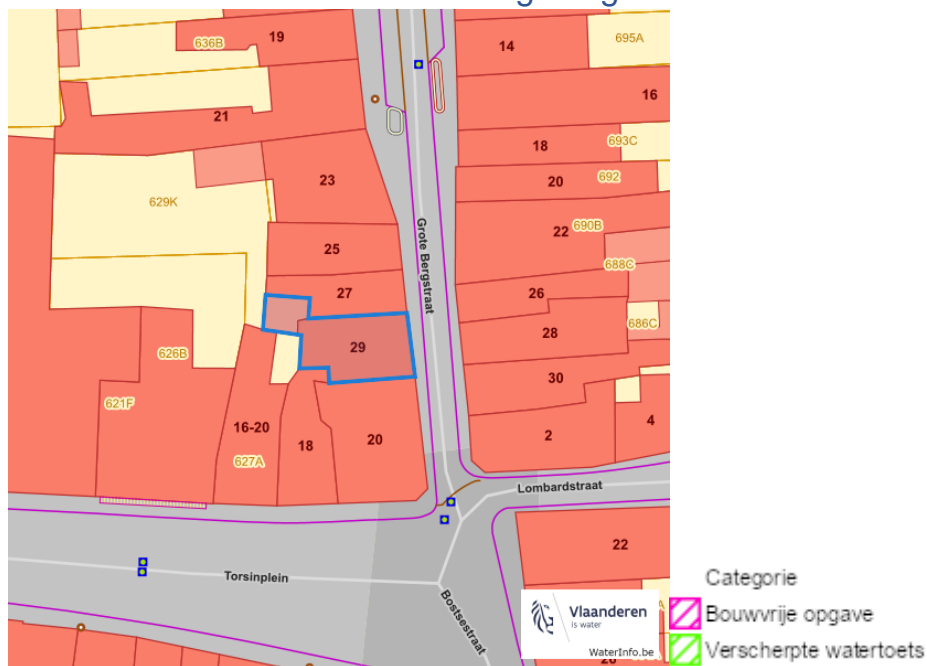 19
636B
14
695A
16
21
18
693C
20
692
23
629K
22
690B
25
688C
Grote Bergstraat
27
26
686C
28
29
626B
30
621F
16-20
627A
18
20
2
4
Lombardstraat
22
Torsinplein
Bostsestraat
Vlaanderen
is water
WaterInfo.be
Categorie
Bouwvrije opgave
Verscherpte watertoets